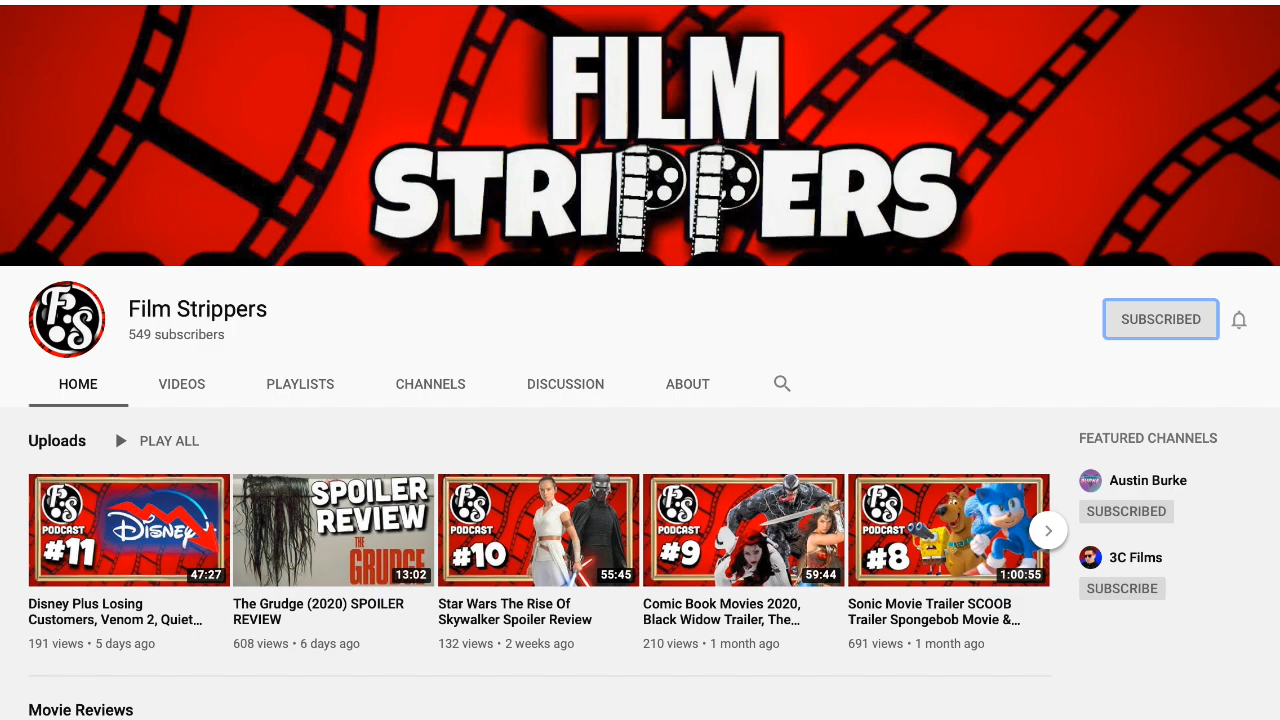 FILM
STRIPPERS
Film Strippers
549 subscribers
SUBSCRIBED
HOME VIDEOS PLAYLISTS CHANNELS DISCUSSION ABOUT
Uploads PLAY ALL
FEATURED CHANNELS
Austin Burke
SUBSCRIBED
3C Films
SUBSCRIBE
FS
PODCAST
#11
DISNEY
47:27
Disney Plus Losing
Customers, Venom 2, Quiet...
191 views • 5 days ago
SPOILER
REVIEW
THE
GRUDGE
13:02
The Grudge (2020) SPOILER
REVIEW
608 views • 6 days ago
FS
PODCAST
#10
55:45
Star Wars The Rise Of
Skywalker Spoiler Review
132 views • 2 weeks ago
FS
PODCAST
#9
59:44
Comic Book Movies 2020,
Black Widow Trailer, The...
210 views • 1 month ago
FS
PODCAST
#8
1:00:55
Sonic Movie Trailer SCOOB
Trailer Spongebob Movie &...
691 views • 1 month ago
Movie Reviews